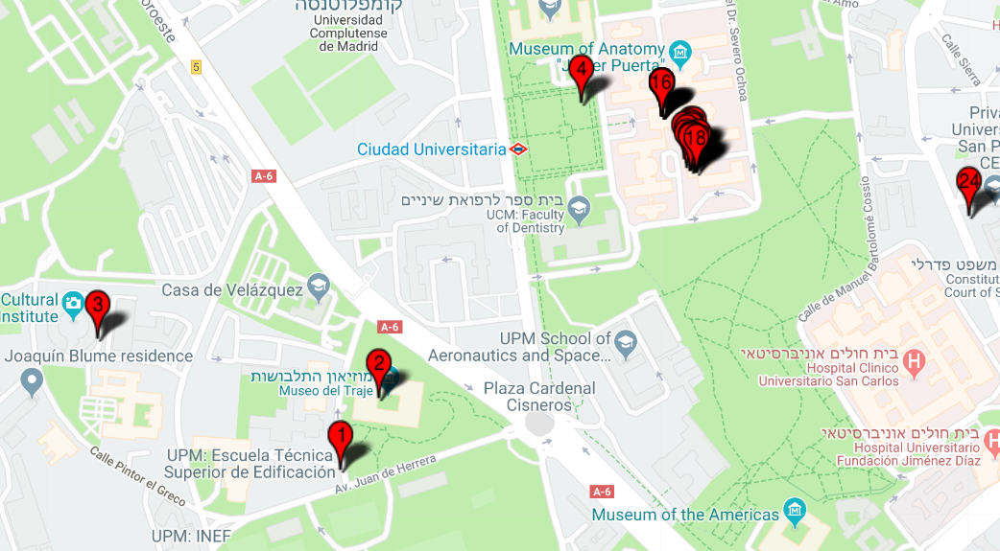 קומפלוטנסה
Universidad
Complutense
de Madrid
oroeste
5
Museum of Anatomy
"Javier Puerta"
4
16
18
el Dr. Severo Ochoa
Amo
Calle Sierra
Priva
Univers
San P
CE
24
Ciudad Universitaria
A-6
בית ספר לרפואת שיניים
UCM: Faculty
of Dentistry
Calle de Manuel Bartolomé Cossío
משפט פדרלי
Constitut
Court of S
Casa de Velázquez
Cultural
Institute
3
Joaquín Blume residence
A-6
UPM School of
Aeronautics and Space...
2
מוזיאון התלבושות
Museo del Traje
Plaza Cardenal
Cisneros
בית חולים אוניברסיטאי
Hospital Clinico
Universitario San Carlos
H
1
UPM: Escuela Técnica
Superior de Edificación
Calle Pintor el Greco
Av. Juan de Herrera
בית חולים אוניברסיטאי
Hospital Universitario
Fundación Jiménez Díaz
H
A-6
Museum of the Americas
UPM: INEF